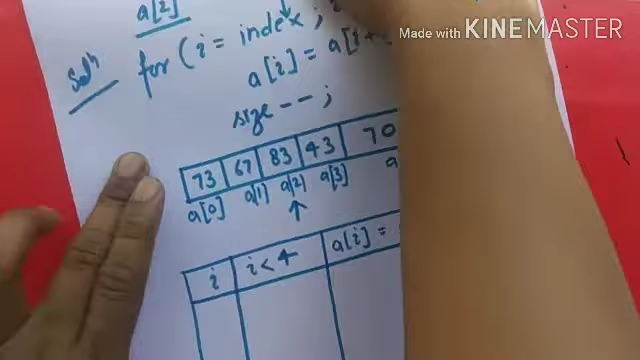 a[2]
Made with KINEMASTER
Solⁿ for (i = index ;
a[i] = a[i+
size -- ;
73 67 83 43 70
a[0] a[1] a[2] a[3] a
i i<4 a[i] =